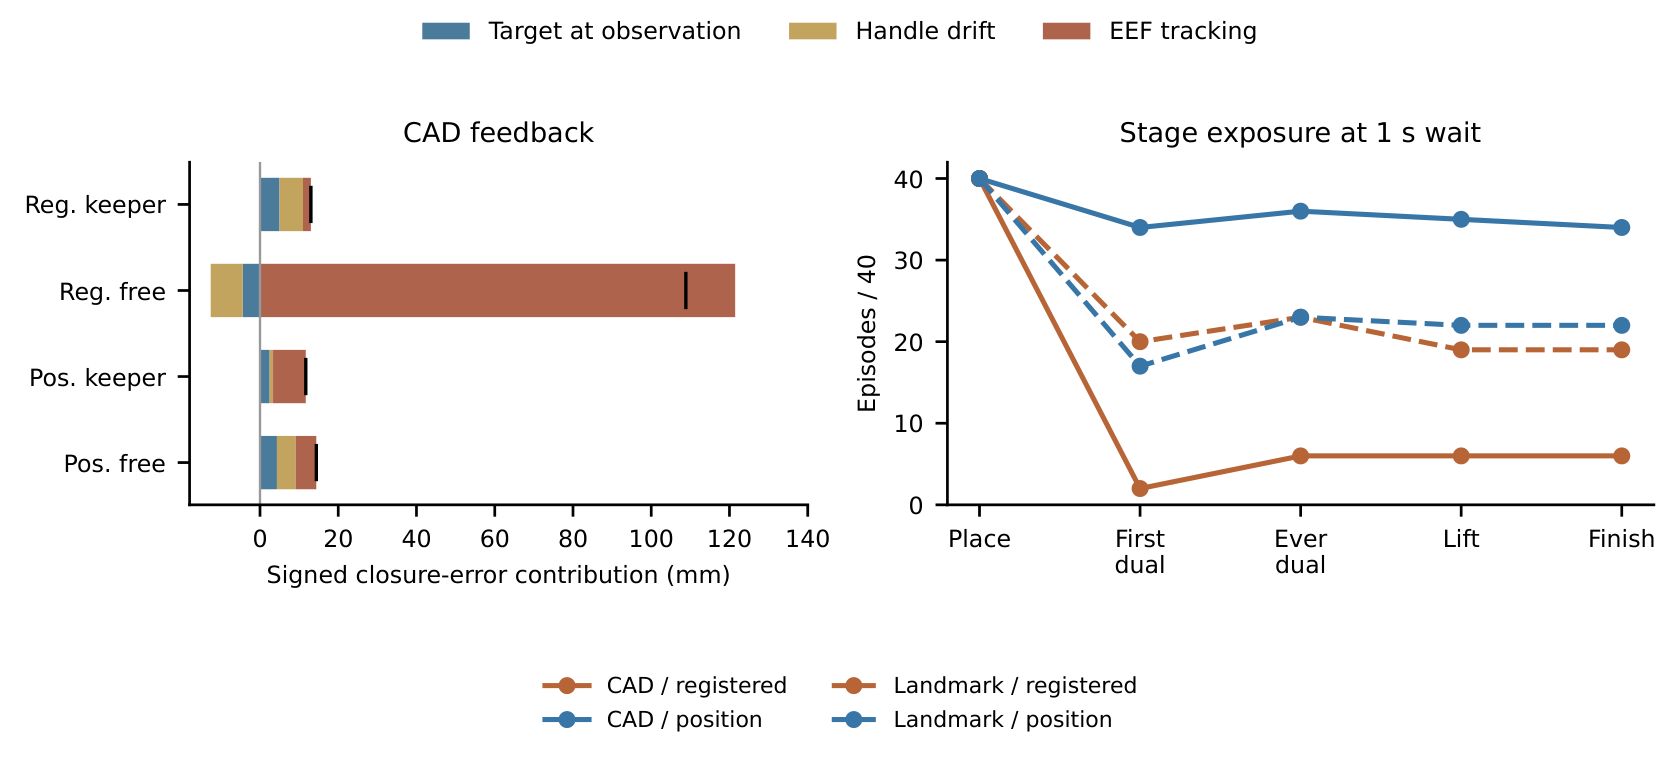 Target at observation
Handle drift
EEF tracking
CAD feedback
Reg. keeper
Reg. free
Pos. keeper
Pos. free
0
20
40
60
80
100
120
140
Signed closure-error contribution (mm)
Stage exposure at 1 s wait
Episodes / 40
40
30
20
10
0
Place
First
dual
Ever
dual
Lift
Finish
CAD / registered
Landmark / registered
CAD / position
Landmark / position